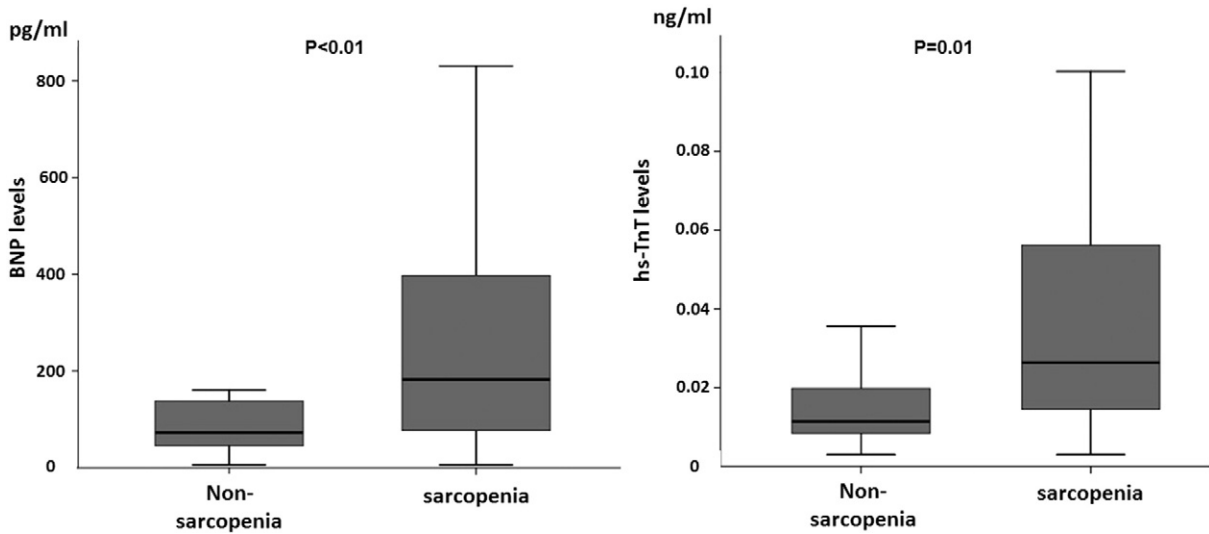 pg/ml
P<0.01
BNP levels
800
600
400
200
0
Non-
sarcopenia
sarcopenia
ng/ml
P=0.01
hs-TnT levels
0.10
0.08
0.06
0.04
0.02
0
Non-
sarcopenia
sarcopenia